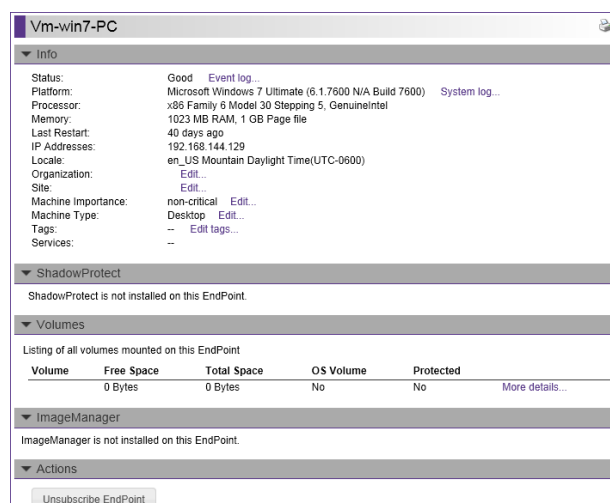 Vm-win7-PC
Info
Status: Good Event log...
Platform: Microsoft Windows 7 Ultimate (6.1.7600 N/A Build 7600) System log...
Processor: x86 Family 6 Model 30 Stepping 5, GenuineIntel
Memory: 1023 MB RAM, 1 GB Page file
Last Restart: 40 days ago
IP Addresses: 192.168.144.129
Locale: en_US Mountain Daylight Time(UTC-0600)
Organization: Edit...
Site: Edit...
Machine Importance: non-critical Edit...
Machine Type: Desktop Edit...
Tags: -- Edit tags...
Services: --
ShadowProtect
ShadowProtect is not installed on this EndPoint.
Volumes
Listing of all volumes mounted on this EndPoint
Volume Free Space Total Space OS Volume Protected
0 Bytes 0 Bytes No No More details...
ImageManager
ImageManager is not installed on this EndPoint.
Actions
Unsubscribe EndPoint